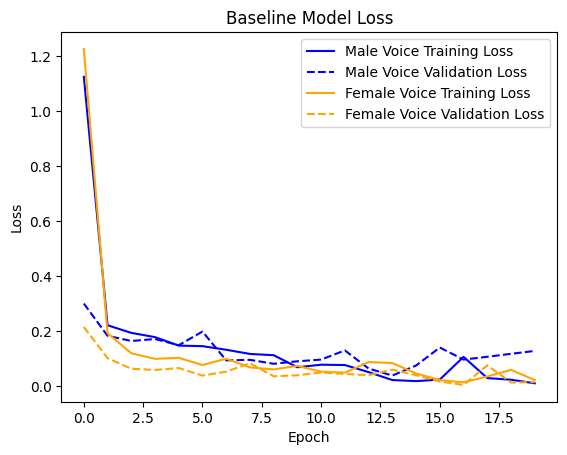 Baseline Model Loss
Male Voice Training Loss
Male Voice Validation Loss
Female Voice Training Loss
Female Voice Validation Loss
1.2
1.0
0.8
0.6
0.4
0.2
0.0
Loss
0.0 2.5 5.0 7.5 10.0 12.5 15.0 17.5
Epoch